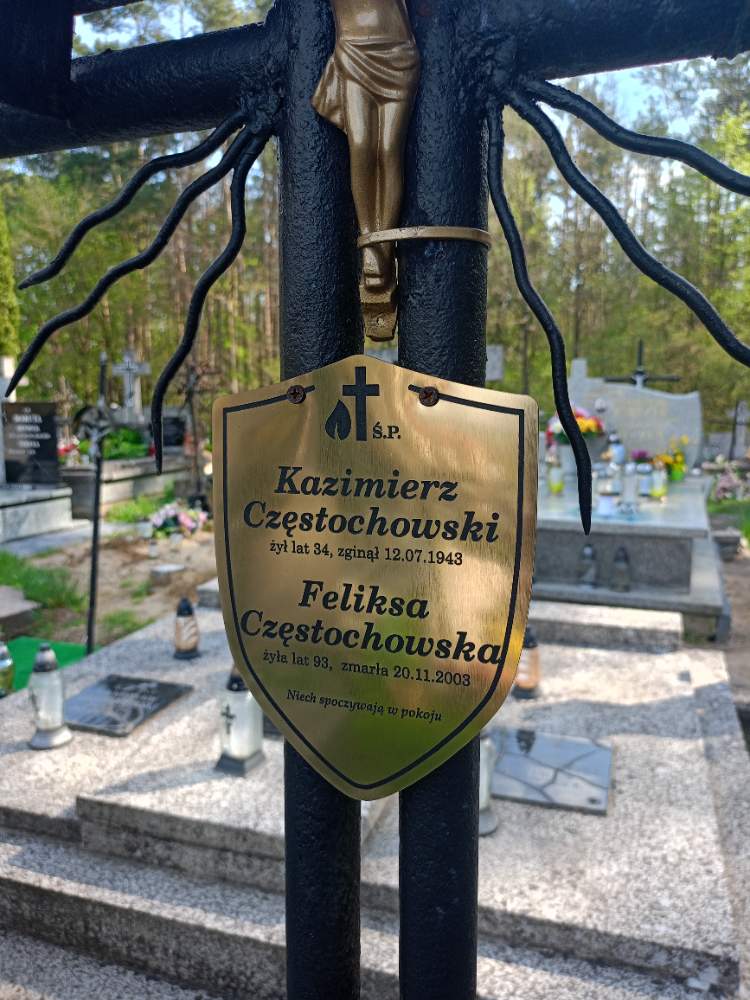 Ś.P.
Kazimierz
Częstochowski
żył lat 34, zginął 12.07.1943
Feliksa
Częstochowska
żyła lat 93, zmarła 20.11.2003
Niech spoczywają w pokoju